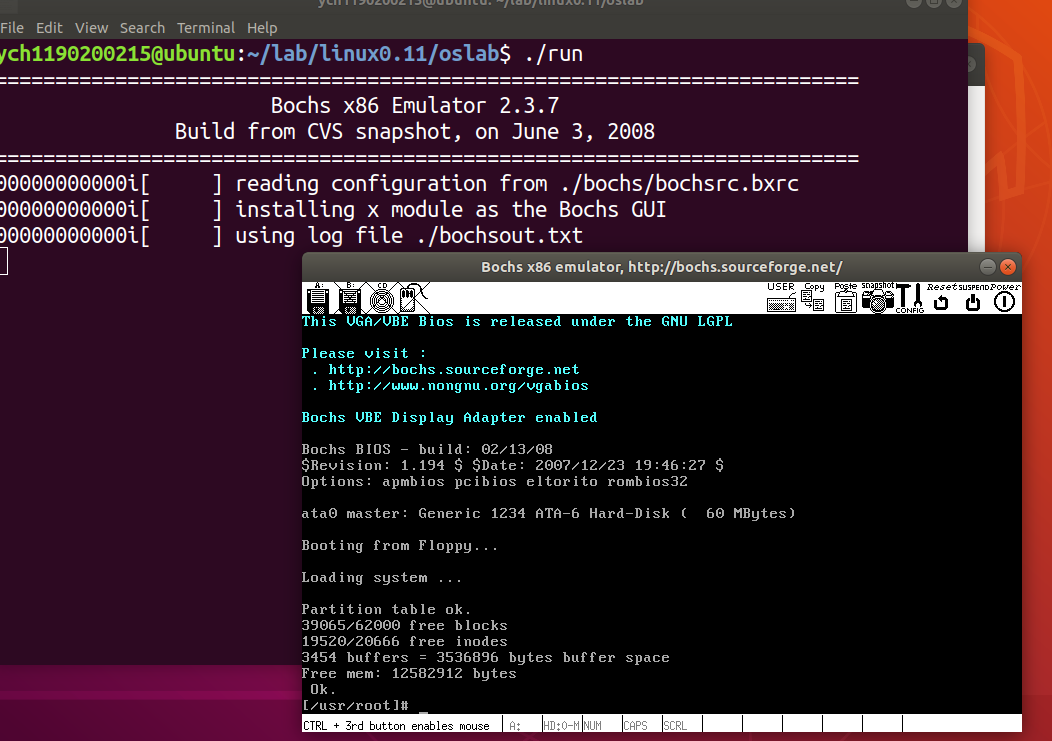 ych1190200215@ubuntu: ~/lab/linux0.11/oslab
File Edit View Search Terminal Help
ych1190200215@ubuntu:~/lab/linux0.11/oslab$ ./run
========================================================================
Bochs x86 Emulator 2.3.7
Build from CVS snapshot, on June 3, 2008
========================================================================
00000000000i[     ] reading configuration from ./bochs/bochsrc.bxrc
00000000000i[     ] installing x module as the Bochs GUI
00000000000i[     ] using log file ./bochsout.txt
Bochs x86 emulator, http://bochs.sourceforge.net/
A: B: CD USER Copy Paste snapshot CONFIG Reset SUSPEND Power
This VGA/VBE Bios is released under the GNU LGPL
Please visit :
. http://bochs.sourceforge.net
. http://www.nongnu.org/vgabios
Bochs VBE Display Adapter enabled
Bochs BIOS - build: 02/13/08
$Revision: 1.194 $ $Date: 2007/12/23 19:46:27 $
Options: apmbios pcibios eltorito rombios32
ata0 master: Generic 1234 ATA-6 Hard-Disk (  60 MBytes)
Booting from Floppy...
Loading system ...
Partition table ok.
39065/62000 free blocks
19520/20666 free inodes
3454 buffers = 3536896 bytes buffer space
Free mem: 12582912 bytes
Ok.
[/usr/root]# _
CTRL + 3rd button enables mouse A: HD:0-M NUM CAPS SCRL